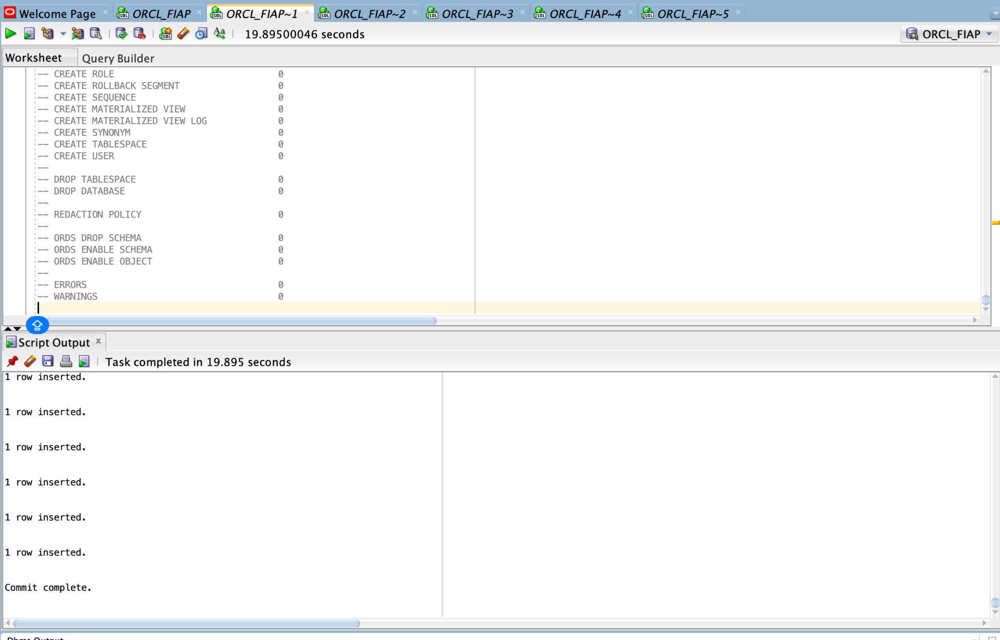 Welcome Page ORCL_FIAP ORCL_FIAP~1 ORCL_FIAP~2 ORCL_FIAP~3 ORCL_FIAP~4 ORCL_FIAP~5
19.89500046 seconds ORCL_FIAP
Worksheet Query Builder
-- CREATE ROLE 0
-- CREATE ROLLBACK SEGMENT 0
-- CREATE SEQUENCE 0
-- CREATE MATERIALIZED VIEW 0
-- CREATE MATERIALIZED VIEW LOG 0
-- CREATE SYNONYM 0
-- CREATE TABLESPACE 0
-- CREATE USER 0
--
-- DROP TABLESPACE 0
-- DROP DATABASE 0
--
-- REDACTION POLICY 0
--
-- ORDS DROP SCHEMA 0
-- ORDS ENABLE SCHEMA 0
-- ORDS ENABLE OBJECT 0
--
-- ERRORS 0
-- WARNINGS 0
Script Output
Task completed in 19.895 seconds
1 row inserted.
1 row inserted.
1 row inserted.
1 row inserted.
1 row inserted.
1 row inserted.
Commit complete.
Dbms Output